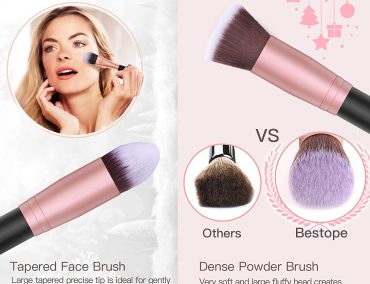 VS
Others
Bestope
Tapered Face Brush
Large tapered precise tip is ideal for gently
Dense Powder Brush
Very soft and large fluffy head creates